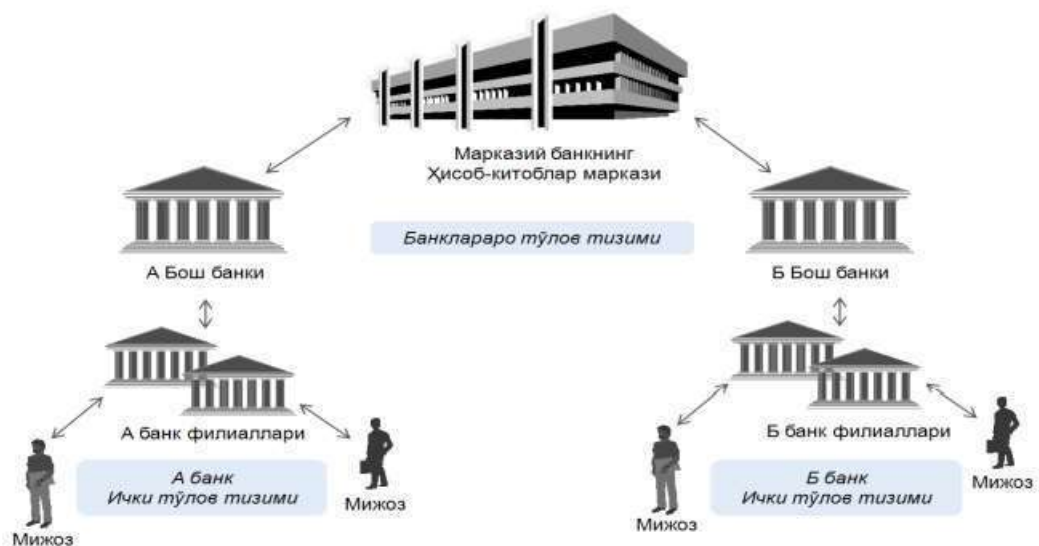 Марказий банкнинг
Ҳисоб-китоблар маркази
Банклараро тўлов тизими
А Бош банки
Б Бош банки
А банк филиаллари
Б банк филиаллари
А банк
Ички тўлов тизими
Б банк
Ички тўлов тизими
Мижоз
Мижоз
Мижоз
Мижоз